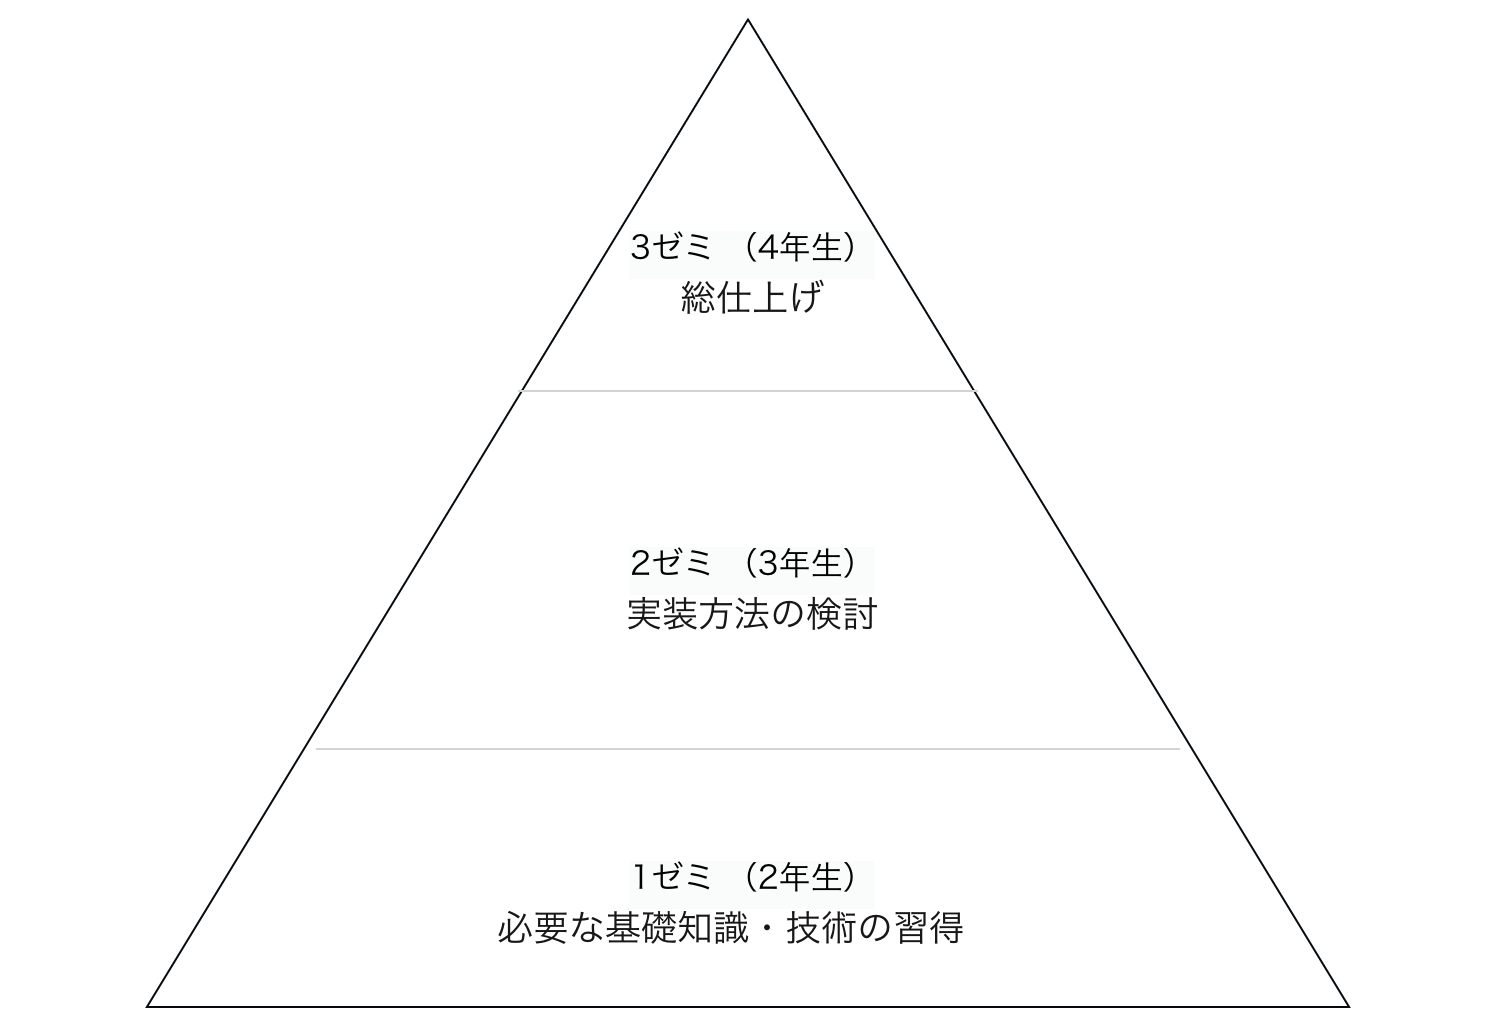 3ゼミ （4年生）
総仕上げ
2ゼミ （3年生）
実装方法の検討
1ゼミ （2年生）
必要な基礎知識・技術の習得